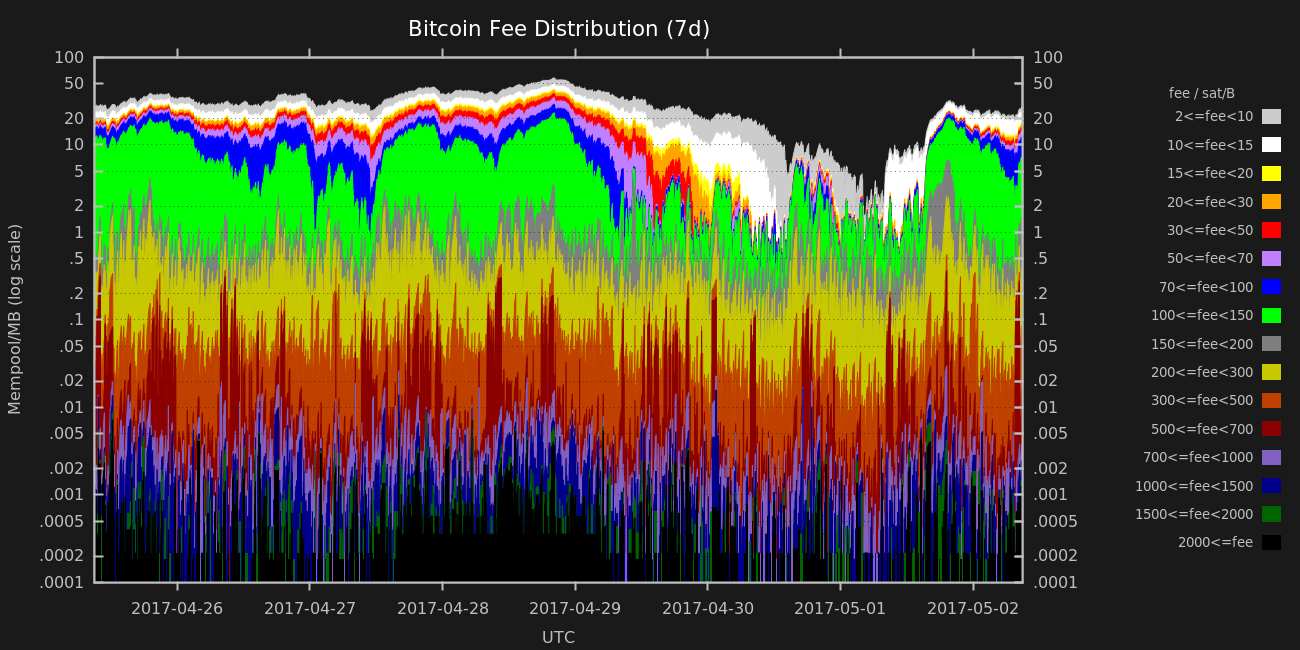 Bitcoin Fee Distribution (7d)
Mempool/MB (log scale)
100
50
20
10
5
2
1
.5
.2
.1
.05
.02
.01
.005
.002
.001
.0005
.0002
.0001
100
50
20
10
5
2
1
.5
.2
.1
.05
.02
.01
.005
.002
.001
.0005
.0002
.0001
2017-04-26 2017-04-27 2017-04-28 2017-04-29 2017-04-30 2017-05-01 2017-05-02
UTC
fee / sat/B
2<=fee<10
10<=fee<15
15<=fee<20
20<=fee<30
30<=fee<50
50<=fee<70
70<=fee<100
100<=fee<150
150<=fee<200
200<=fee<300
300<=fee<500
500<=fee<700
700<=fee<1000
1000<=fee<1500
1500<=fee<2000
2000<=fee